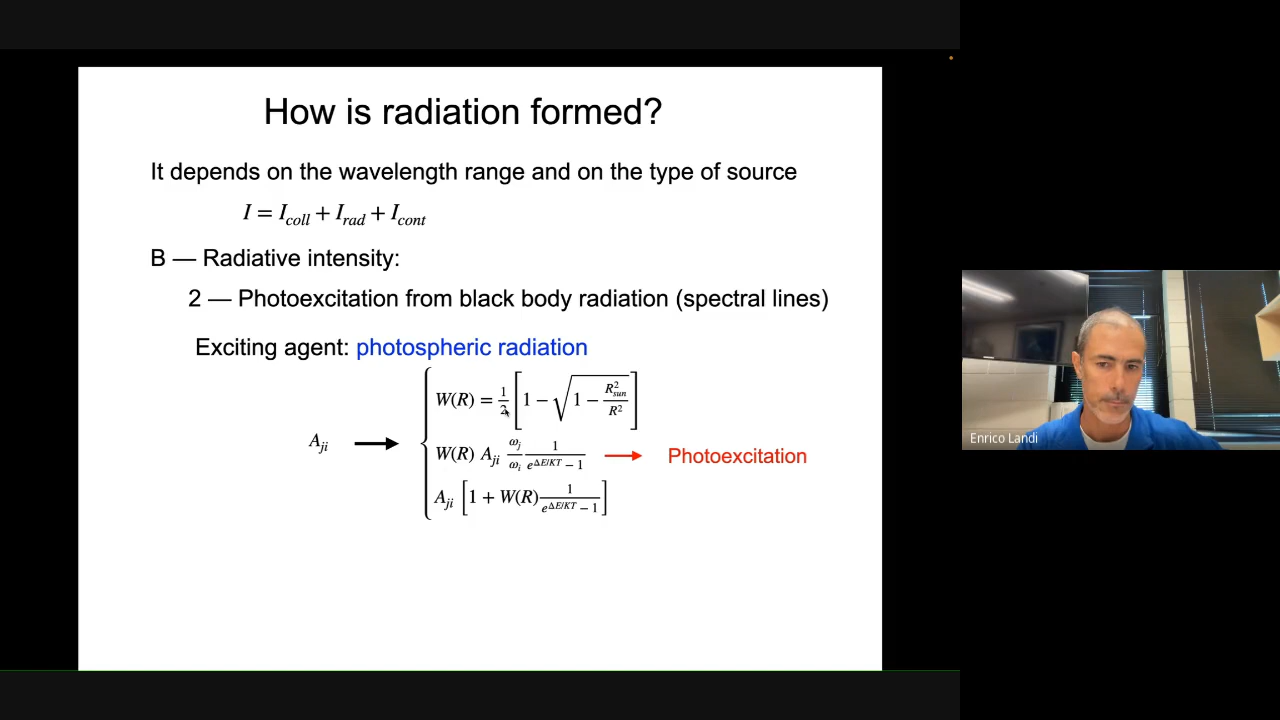 How is radiation formed?
It depends on the wavelength range and on the type of source
I = I_coll + I_rad + I_cont
B — Radiative intensity:
2 — Photoexcitation from black body radiation (spectral lines)
Exciting agent: photospheric radiation
W(R) = 1/2 [1 − √(1 − R²_sun/R²)]
A_ji → W(R) A_ji ω_j/ω_i 1/(e^(ΔE/KT) − 1) → Photoexcitation
A_ji [1 + W(R) 1/(e^(ΔE/KT) − 1)]
Enrico Landi